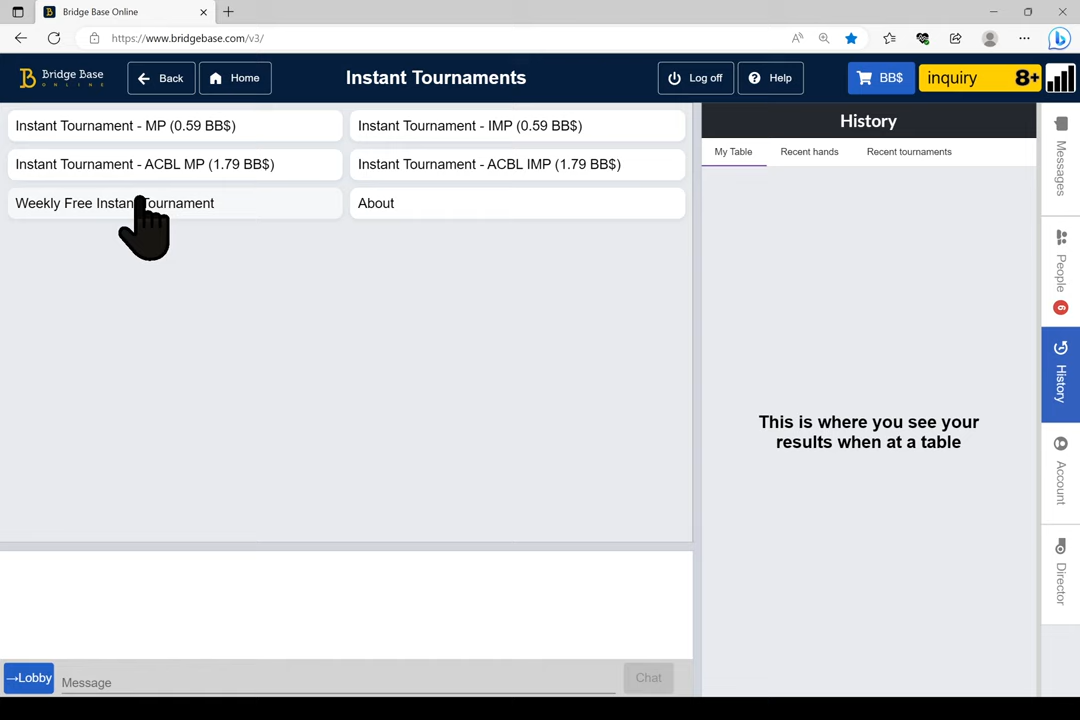 Bridge Base Online
https://www.bridgebase.com/v3/
Bridge Base
ONLINE
Back
Home
Instant Tournaments
Log off
Help
BB$
inquiry
8+
Instant Tournament - MP (0.59 BB$)
Instant Tournament - IMP (0.59 BB$)
Instant Tournament - ACBL MP (1.79 BB$)
Instant Tournament - ACBL IMP (1.79 BB$)
Weekly Free Instant Tournament
About
History
My Table
Recent hands
Recent tournaments
This is where you see your
results when at a table
Messages
People
6
History
Account
Director
→Lobby
Message
Chat